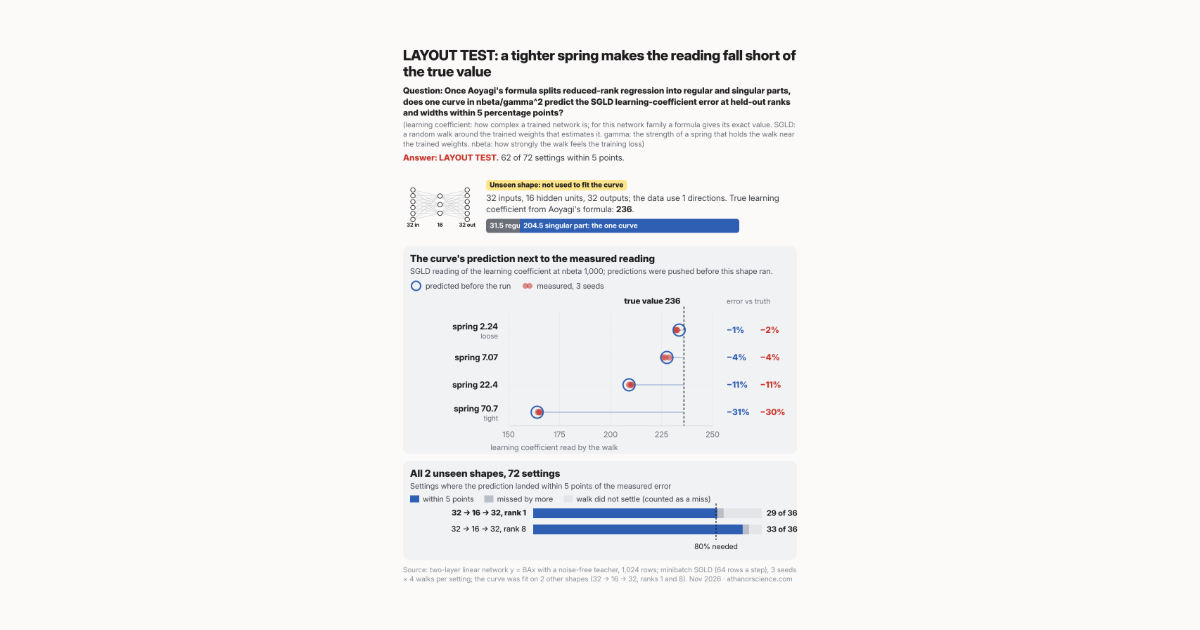 LAYOUT TEST: a tighter spring makes the reading fall short of
the true value
Question: Once Aoyagi's formula splits reduced-rank regression into regular and singular parts,
does one curve in nbeta/gamma^2 predict the SGLD learning-coefficient error at held-out ranks
and widths within 5 percentage points?
(learning coefficient: how complex a trained network is; for this network family a formula gives its exact value. SGLD:
a random walk around the trained weights that estimates it. gamma: the strength of a spring that holds the walk near
the trained weights. nbeta: how strongly the walk feels the training loss)
Answer: LAYOUT TEST. 62 of 72 settings within 5 points.
Unseen shape: not used to fit the curve
32 inputs, 16 hidden units, 32 outputs; the data use 1 directions. True learning
coefficient from Aoyagi's formula: 236.
32 in 16 32 out
31.5 regu 204.5 singular part: the one curve
The curve's prediction next to the measured reading
SGLD reading of the learning coefficient at nbeta 1,000; predictions were pushed before this shape ran.
predicted before the run measured, 3 seeds
true value 236 error vs truth
spring 2.24 −1% −2%
loose
spring 7.07 −4% −4%
spring 22.4 −11% −11%
spring 70.7 −31% −30%
tight
150 175 200 225 250
learning coefficient read by the walk
All 2 unseen shapes, 72 settings
Settings where the prediction landed within 5 points of the measured error
within 5 points missed by more walk did not settle (counted as a miss)
32 → 16 → 32, rank 1 29 of 36
32 → 16 → 32, rank 8 33 of 36
80% needed
Source: two-layer linear network y = BAx with a noise-free teacher, 1,024 rows; minibatch SGLD (64 rows a step), 3 seeds
× 4 walks per setting; the curve was fit on 2 other shapes (32 → 16 → 32, ranks 1 and 8). Nov 2026 · athanorscience.com